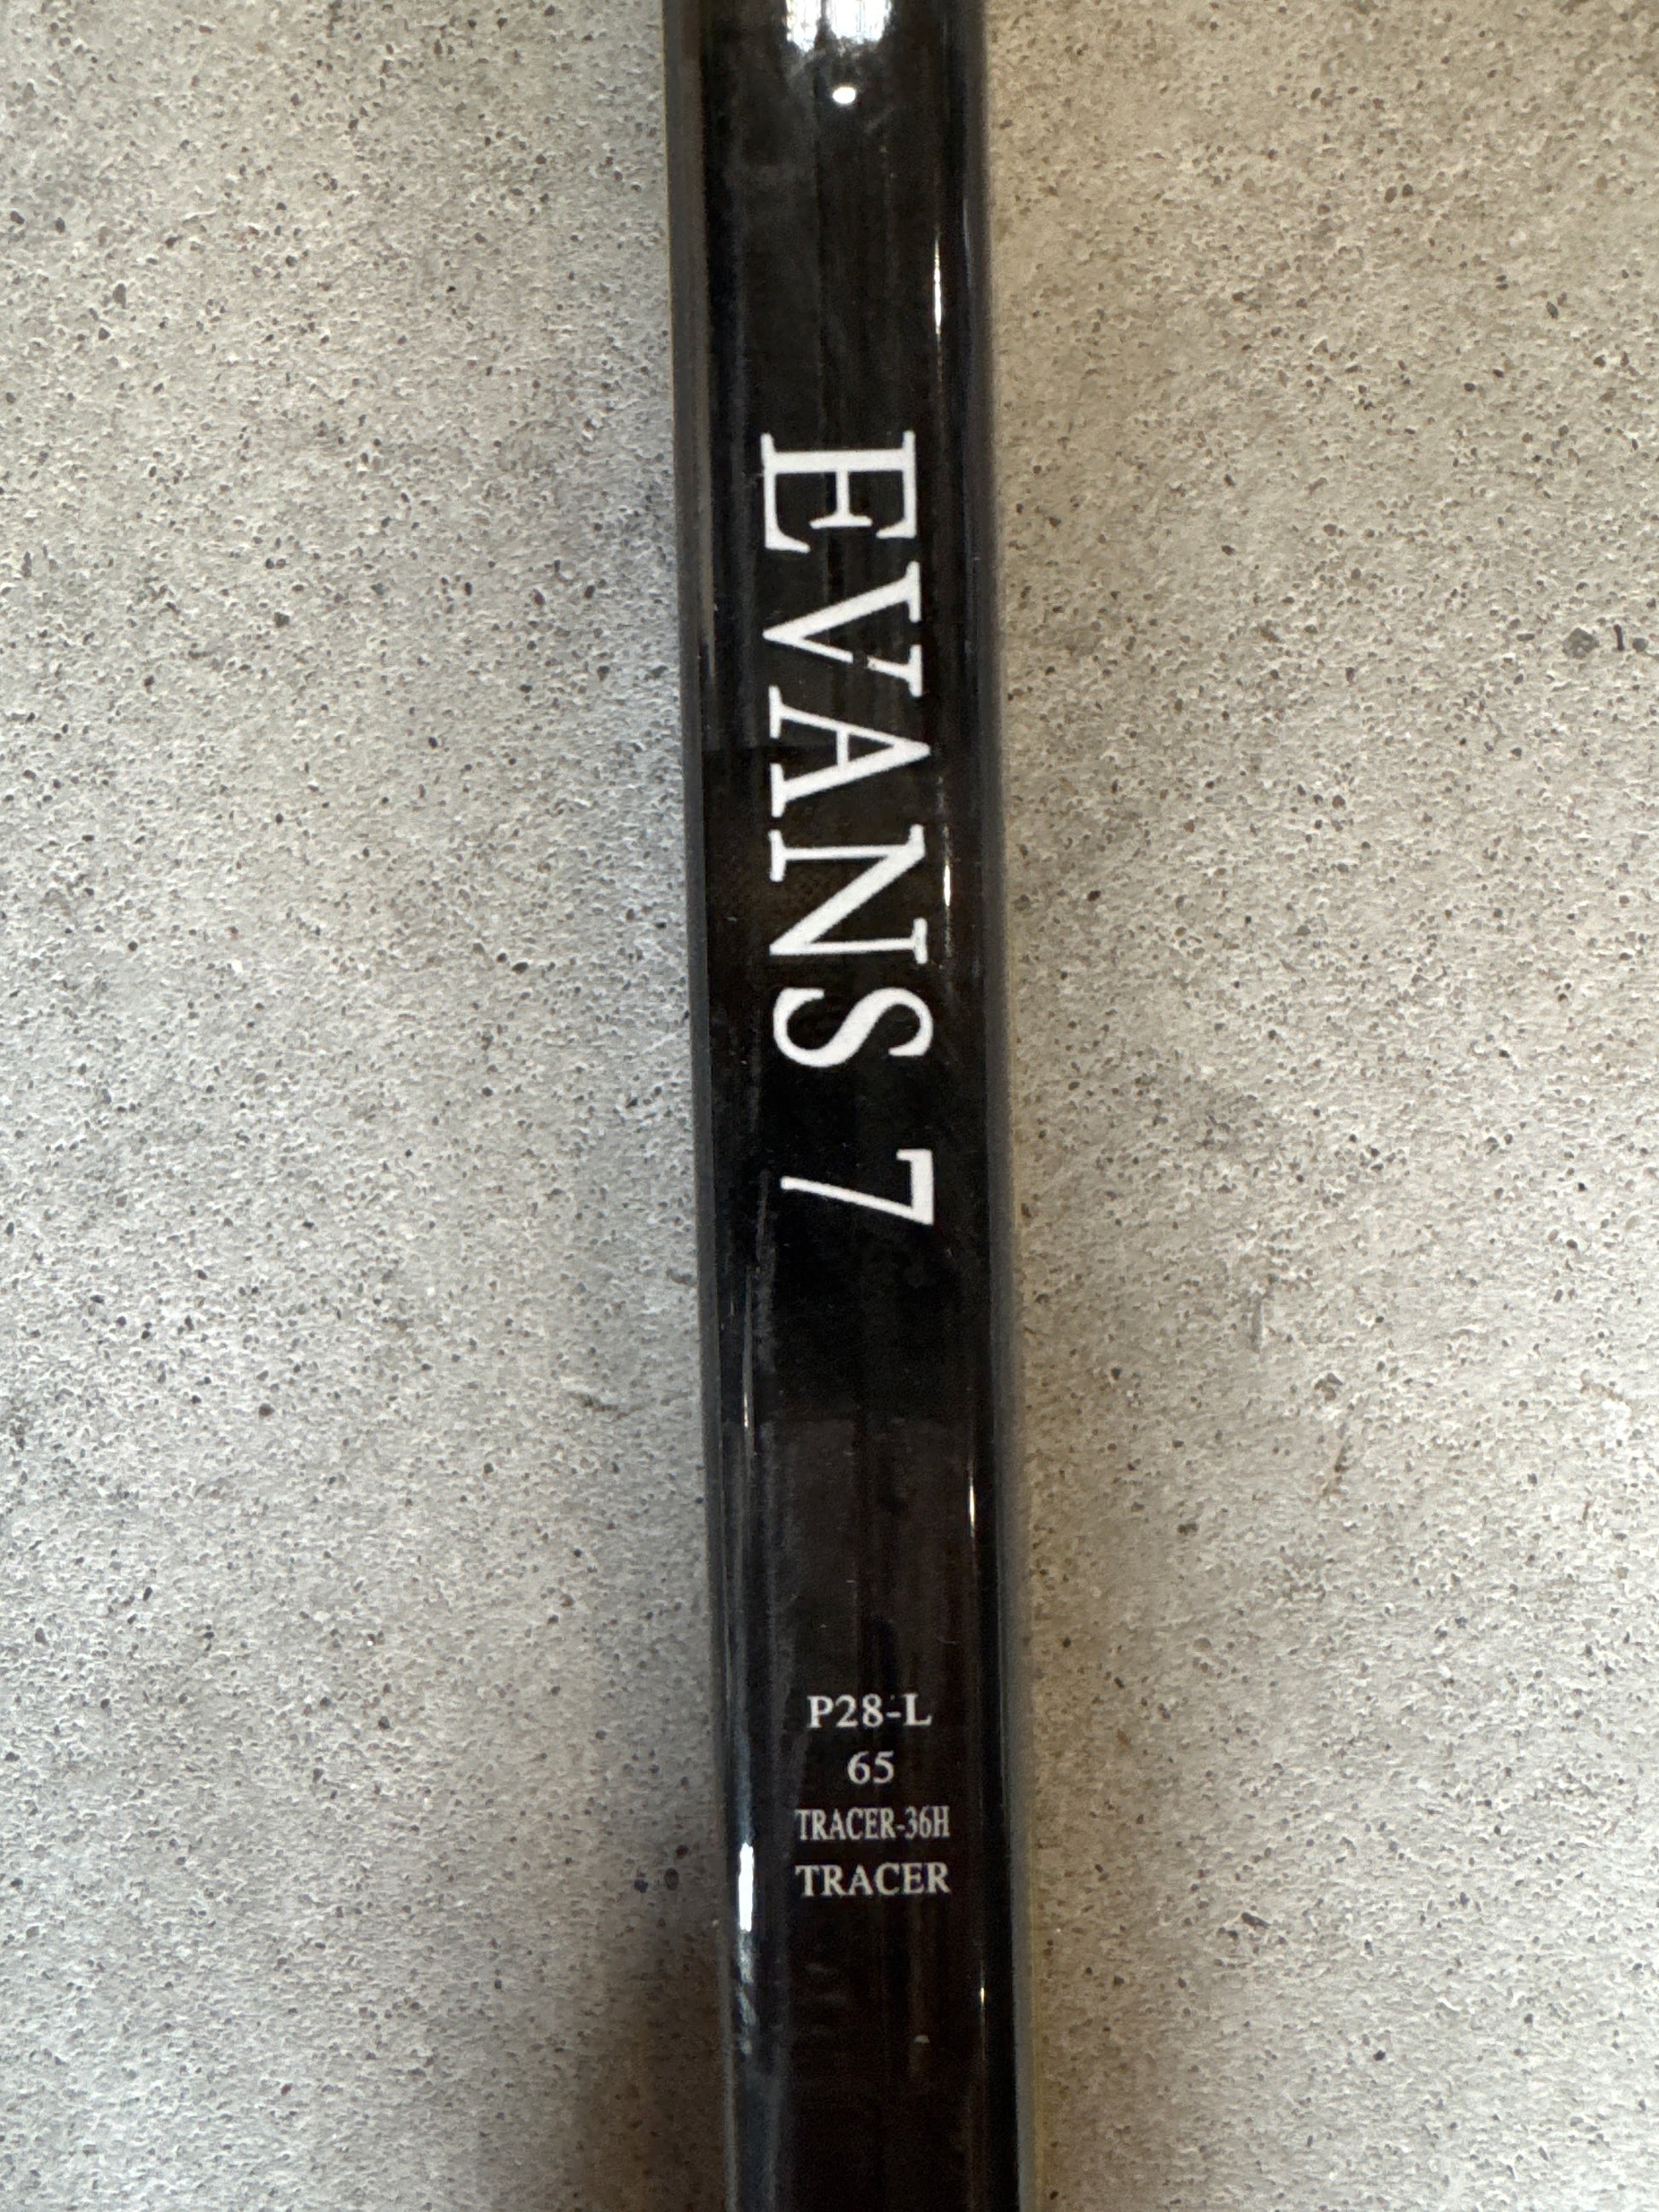 EVANS 7
P28-L
65
TRACER-36H
TRACER